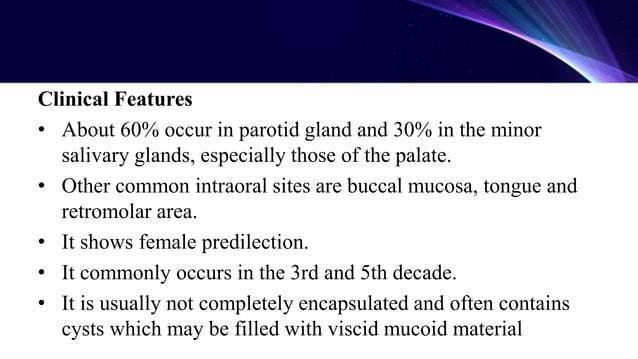 Clinical Features
• About 60% occur in parotid gland and 30% in the minor
salivary glands, especially those of the palate.
• Other common intraoral sites are buccal mucosa, tongue and
retromolar area.
• It shows female predilection.
• It commonly occurs in the 3rd and 5th decade.
• It is usually not completely encapsulated and often contains
cysts which may be filled with viscid mucoid material